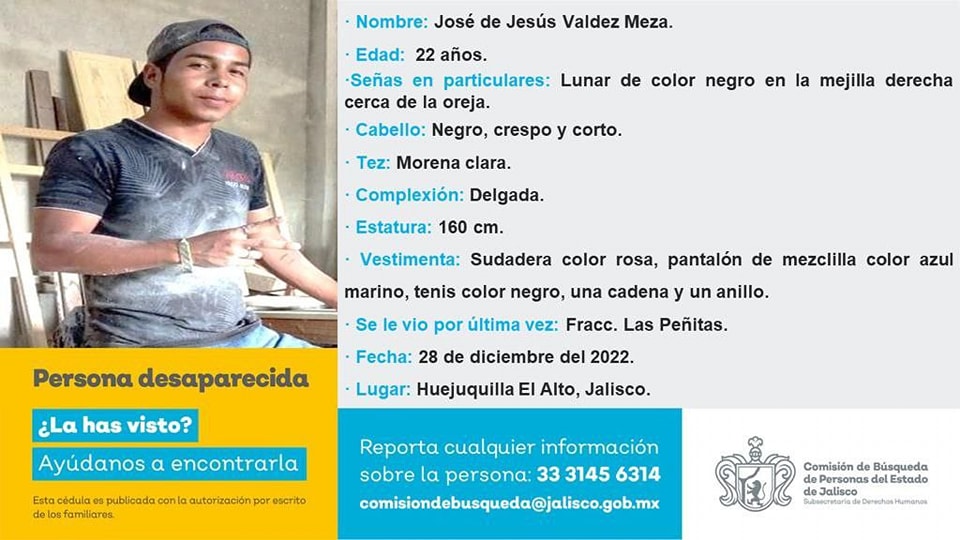 · Nombre: José de Jesús Valdez Meza.
· Edad: 22 años.
·Señas en particulares: Lunar de color negro en la mejilla derecha
cerca de la oreja.
· Cabello: Negro, crespo y corto.
· Tez: Morena clara.
· Complexión: Delgada.
· Estatura: 160 cm.
· Vestimenta: Sudadera color rosa, pantalón de mezclilla color azul
marino, tenis color negro, una cadena y un anillo.
· Se le vio por última vez: Fracc. Las Peñitas.
· Fecha: 28 de diciembre del 2022.
· Lugar: Huejuquilla El Alto, Jalisco.
Persona desaparecida
¿La has visto?
Ayúdanos a encontrarla
Esta cédula es publicada con la autorización por escrito
de los familiares.
Reporta cualquier información
sobre la persona: 33 3145 6314
comisiondebusqueda@jalisco.gob.mx
Comisión de Búsqueda
de Personas del Estado
de Jalisco
Subsecretaría de Derechos Humanos